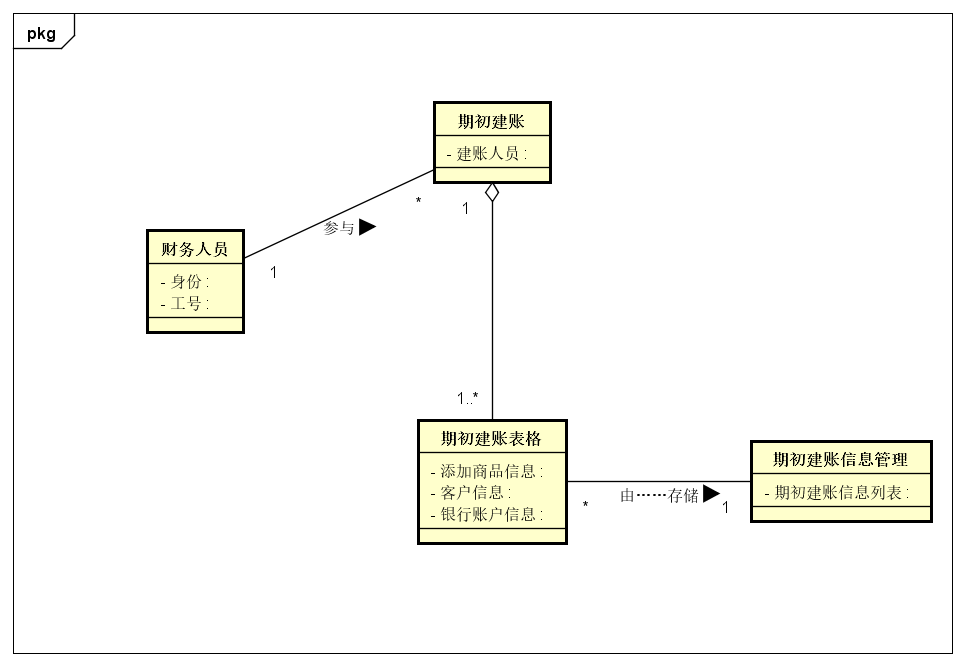 pkg
期初建账
- 建账人员 :
*
1
参与
财务人员
1
- 身份 :
- 工号 :
1..*
期初建账表格
- 添加商品信息 :
- 客户信息 :
- 银行账户信息 :
期初建账信息管理
- 期初建账信息列表 :
由……存储
*
1